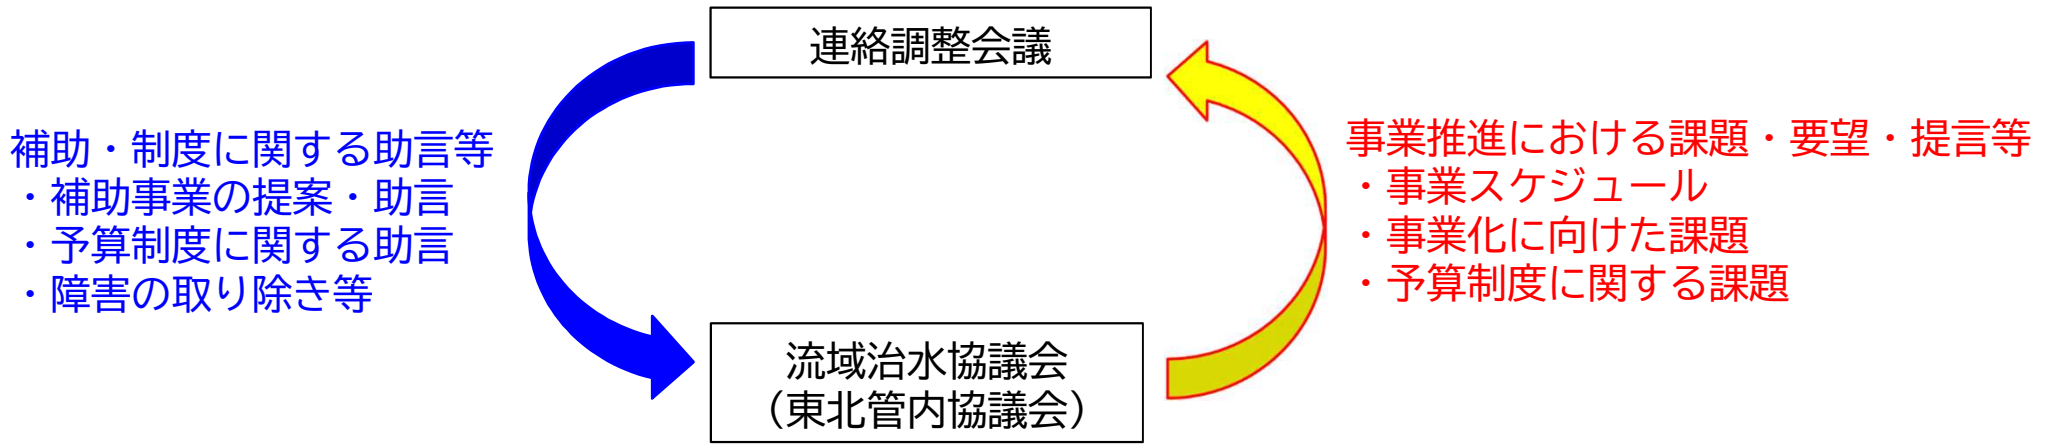 連絡調整会議
補助・制度に関する助言等
・補助事業の提案・助言
・予算制度に関する助言
・障害の取り除き等
事業推進における課題・要望・提言等
・事業スケジュール
・事業化に向けた課題
・予算制度に関する課題
流域治水協議会
（東北管内協議会）